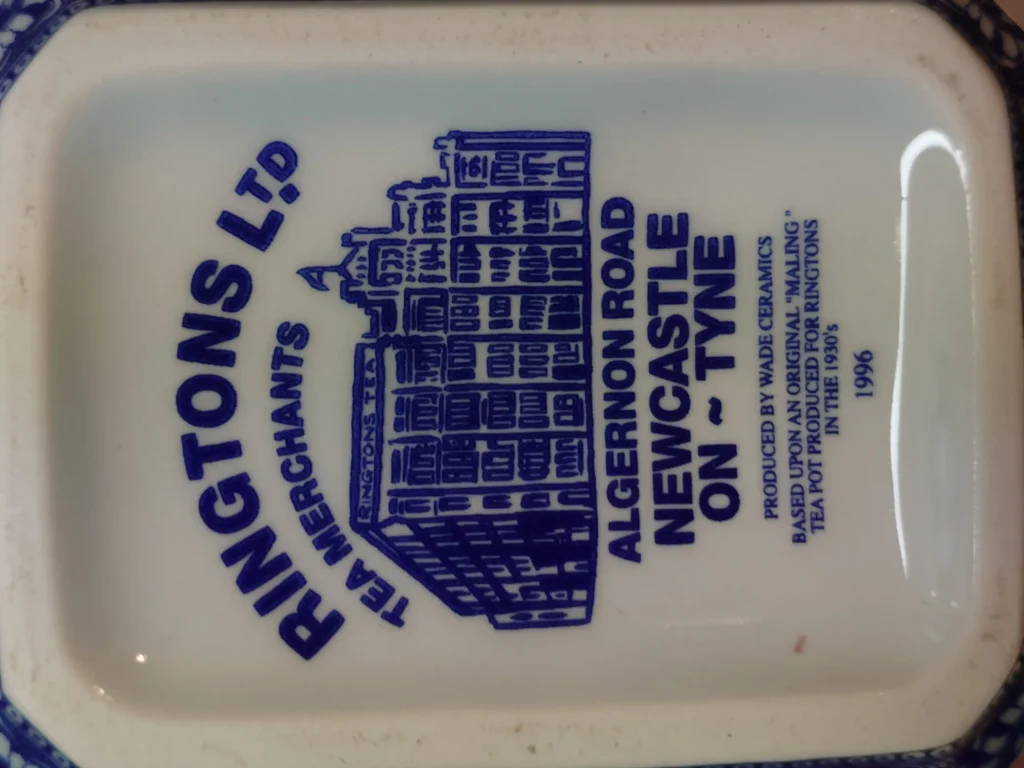 RINGTONS LTD
TEA MERCHANTS
RINGTONS TEA
ALGERNON ROAD
NEWCASTLE
ON ~ TYNE
PRODUCED BY WADE CERAMICS
BASED UPON AN ORIGINAL "MALING"
TEA POT PRODUCED FOR RINGTONS
IN THE 1930's
1996